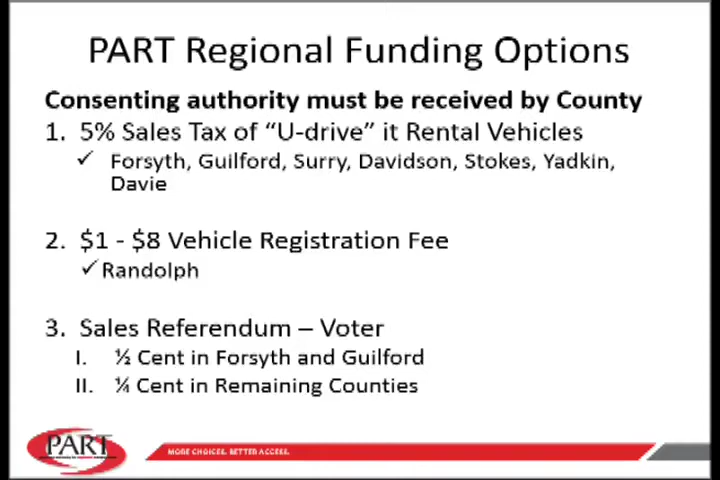 PART Regional Funding Options
Consenting authority must be received by County
1. 5% Sales Tax of “U-drive” it Rental Vehicles
✓ Forsyth, Guilford, Surry, Davidson, Stokes, Yadkin,
Davie
2. $1 - $8 Vehicle Registration Fee
✓ Randolph
3. Sales Referendum – Voter
I. ½ Cent in Forsyth and Guilford
II. ¼ Cent in Remaining Counties
PART
MORE CHOICES. BETTER ACCESS.